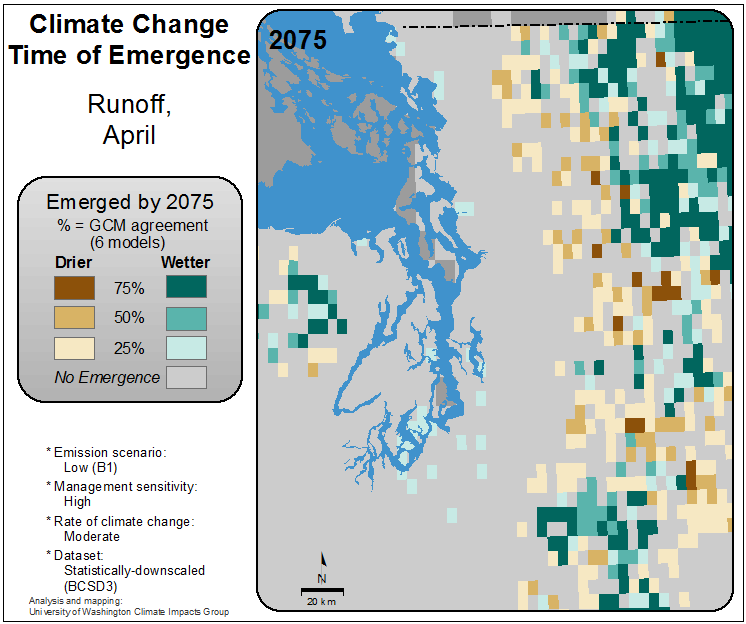 Climate Change
Time of Emergence
Runoff,
April
Emerged by 2075
% = GCM agreement
(6 models)
Drier Wetter
75%
50%
25%
No Emergence
* Emission scenario:
Low (B1)
* Management sensitivity:
High
* Rate of climate change:
Moderate
* Dataset:
Statistically-downscaled
(BCSD3)
Analysis and mapping:
University of Washington Climate Impacts Group
2075
N
20 km